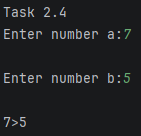 Task 2.4
Enter number a:7
Enter number b:5
7>5